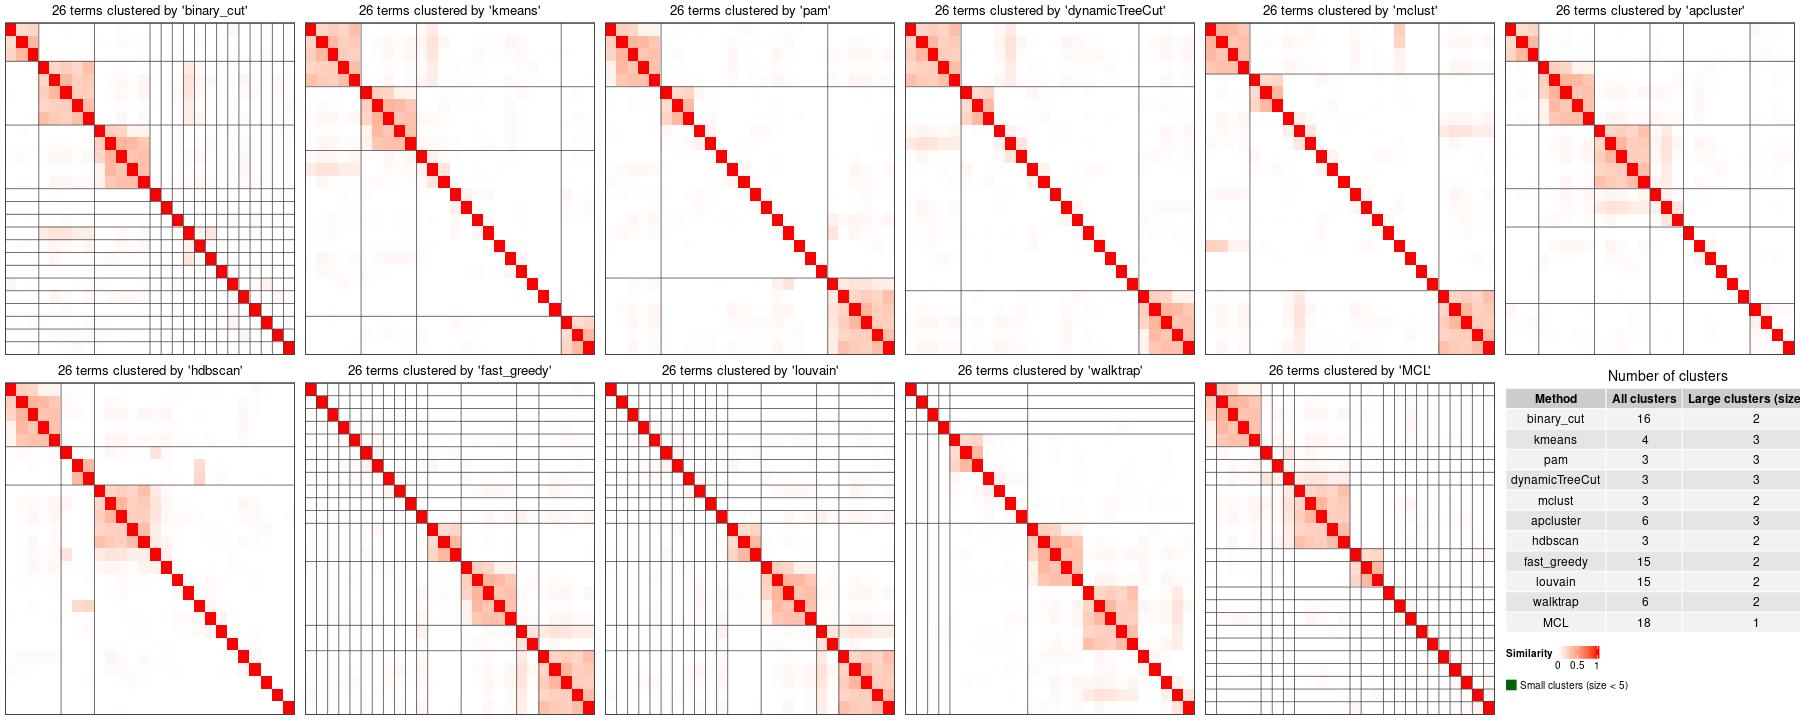 26 terms clustered by 'binary_cut'
26 terms clustered by 'kmeans'
26 terms clustered by 'pam'
26 terms clustered by 'dynamicTreeCut'
26 terms clustered by 'mclust'
26 terms clustered by 'apcluster'
26 terms clustered by 'hdbscan'
26 terms clustered by 'fast_greedy'
26 terms clustered by 'louvain'
26 terms clustered by 'walktrap'
26 terms clustered by 'MCL'
Number of clusters
Method All clusters Large clusters (size
binary_cut 16 2
kmeans 4 3
pam 3 3
dynamicTreeCut 3 3
mclust 3 2
apcluster 6 3
hdbscan 3 2
fast_greedy 15 2
louvain 15 2
walktrap 6 2
MCL 18 1
Similarity
0 0.5 1
Small clusters (size < 5)